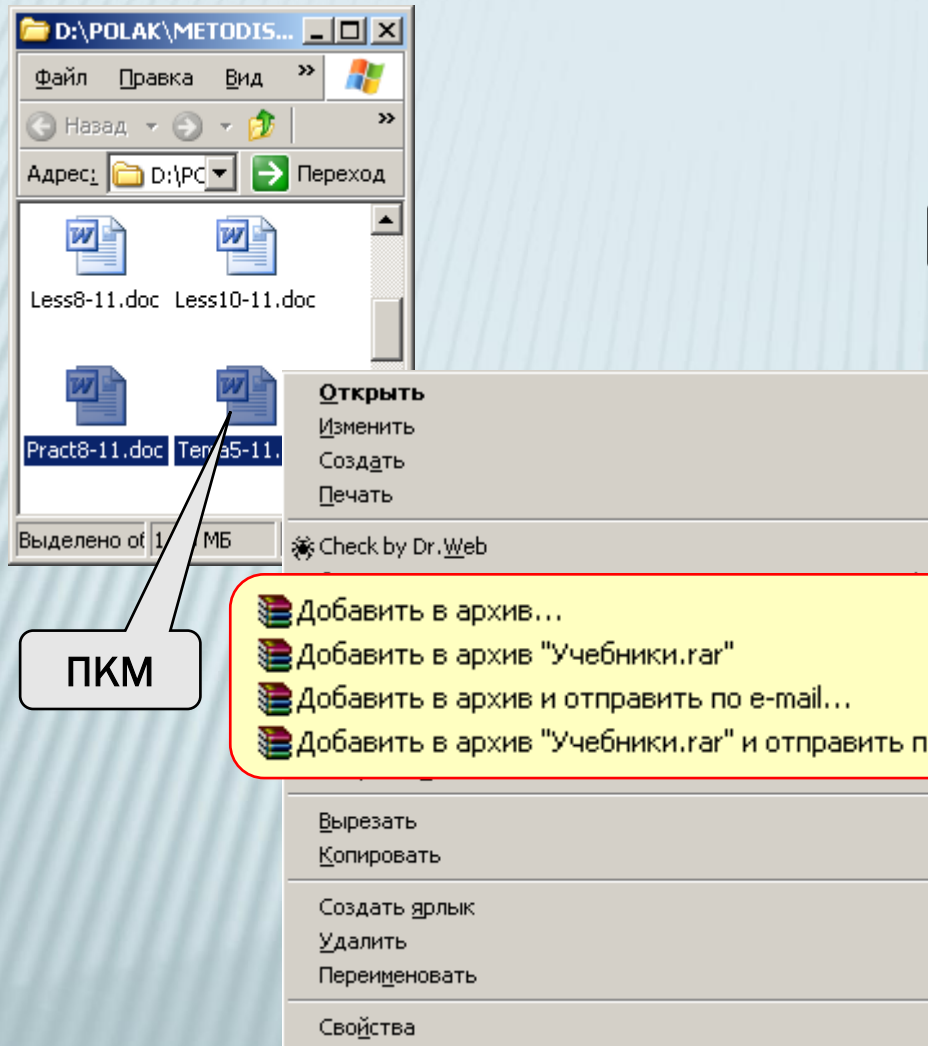 D:\POLAK\METODIS...
Файл Правка Вид »
Назад »
Адрес: D:\PC Переход
Less8-11.doc Less10-11.doc
Pract8-11.doc
Выделено МБ
ПКМ
Открыть
Изменить
Создать
Печать
Check by Dr.Web
Добавить в архив...
Добавить в архив "Учебники.rar"
Добавить в архив и отправить по e-mail...
Добавить в архив "Учебники.rar" и отправить п
Вырезать
Копировать
Создать ярлык
Удалить
Переименовать
Свойства